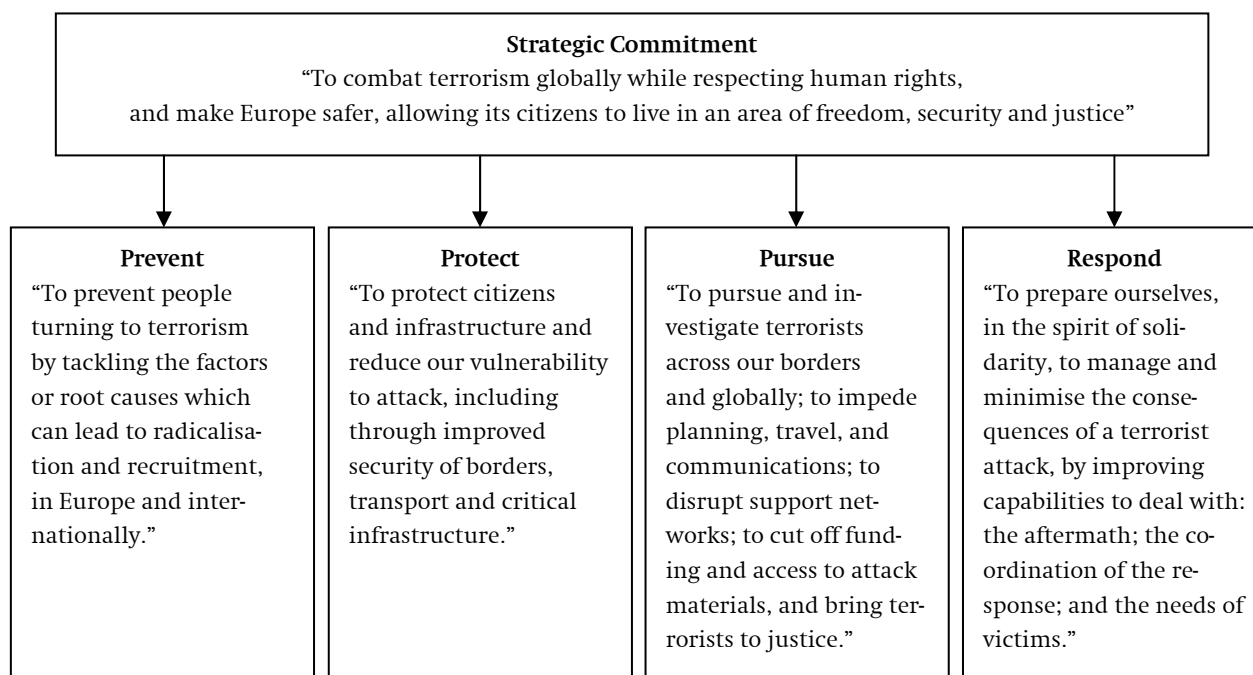 Strategic Commitment
“To combat terrorism globally while respecting human rights,
and make Europe safer, allowing its citizens to live in an area of freedom, security and justice”
Prevent
“To prevent people
turning to terrorism
by tackling the factors
or root causes which
can lead to radicalisa-
tion and recruitment,
in Europe and inter-
nationally.”
Protect
“To protect citizens
and infrastructure and
reduce our vulnerability
to attack, including
through improved
security of borders,
transport and critical
infrastructure.”
Pursue
“To pursue and in-
vestigate terrorists
across our borders
and globally; to impede
planning, travel, and
communications; to
disrupt support net-
works; to cut off fund-
ing and access to attack
materials, and bring ter-
rorists to justice.”
Respond
“To prepare ourselves,
in the spirit of soli-
darity, to manage and
minimise the conse-
quences of a terrorist
attack, by improving
capabilities to deal with:
the aftermath; the co-
ordination of the re-
sponse; and the needs of
victims.”